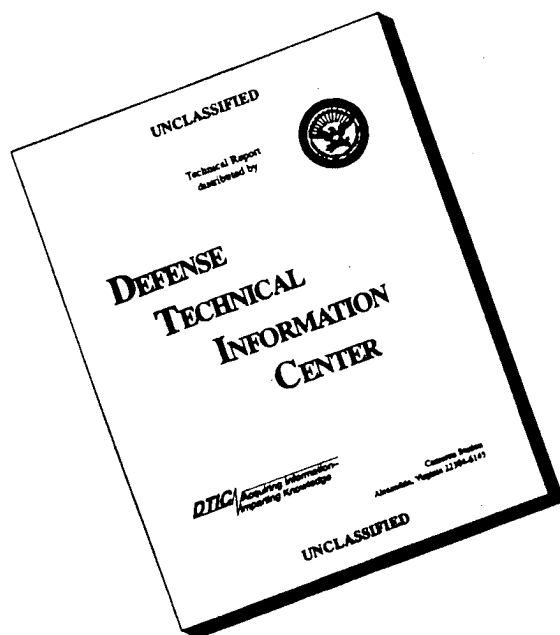 UNCLASSIFIED
Technical Report
distributed by
DEFENSE
TECHNICAL
INFORMATION
CENTER
DTIC
Acquiring Information-
Imparting Knowledge
Cameron Station
Alexandria, Virginia 22304-6145
UNCLASSIFIED